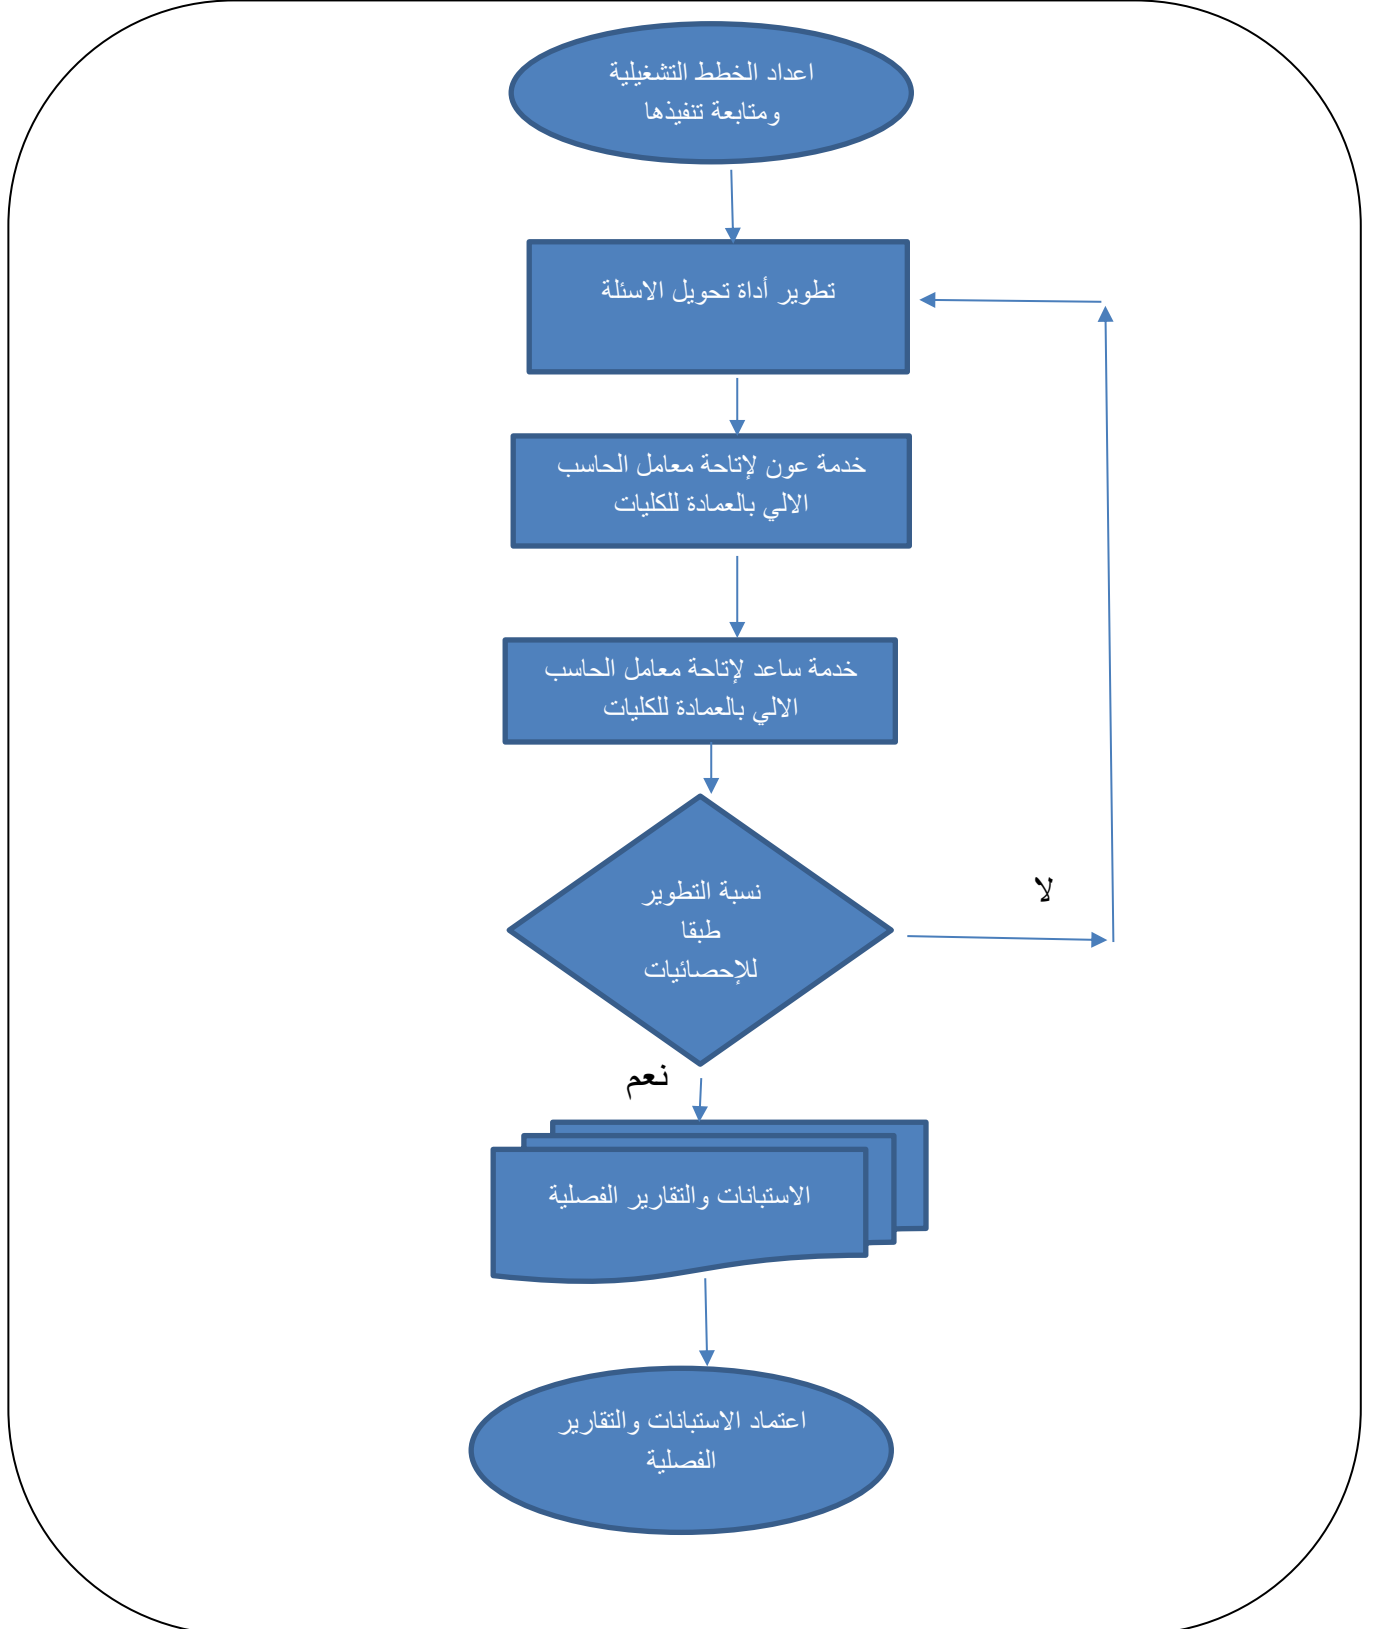 اعداد الخطط التشغيلية
ومتابعة تنفيذها
تطوير أداة تحويل الاسئلة
خدمة عون لإتاحة معامل الحاسب
الالي بالعمادة للكليات
خدمة ساعد لإتاحة معامل الحاسب
الالي بالعمادة للكليات
نسبة التطوير
طبقا
للإحصائيات
لا
نعم
الاستبانات والتقارير الفصلية
اعتماد الاستبانات والتقارير
الفصلية